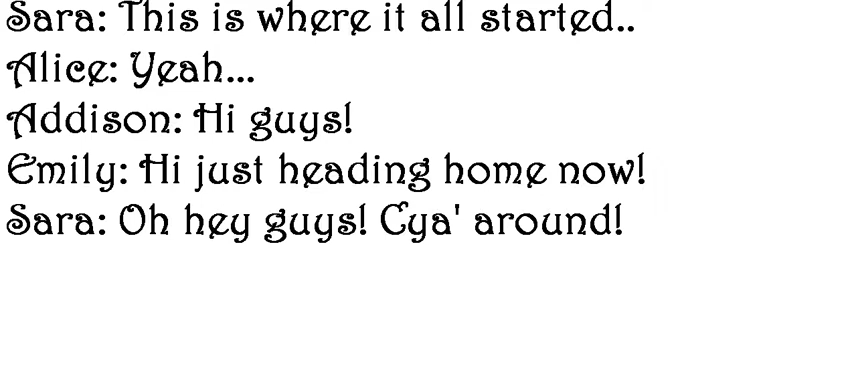 Sara: This is where it all started..
Alice: Yeah...
Addison: Hi guys!
Emily: Hi just heading home now!
Sara: Oh hey guys! Cya' around!